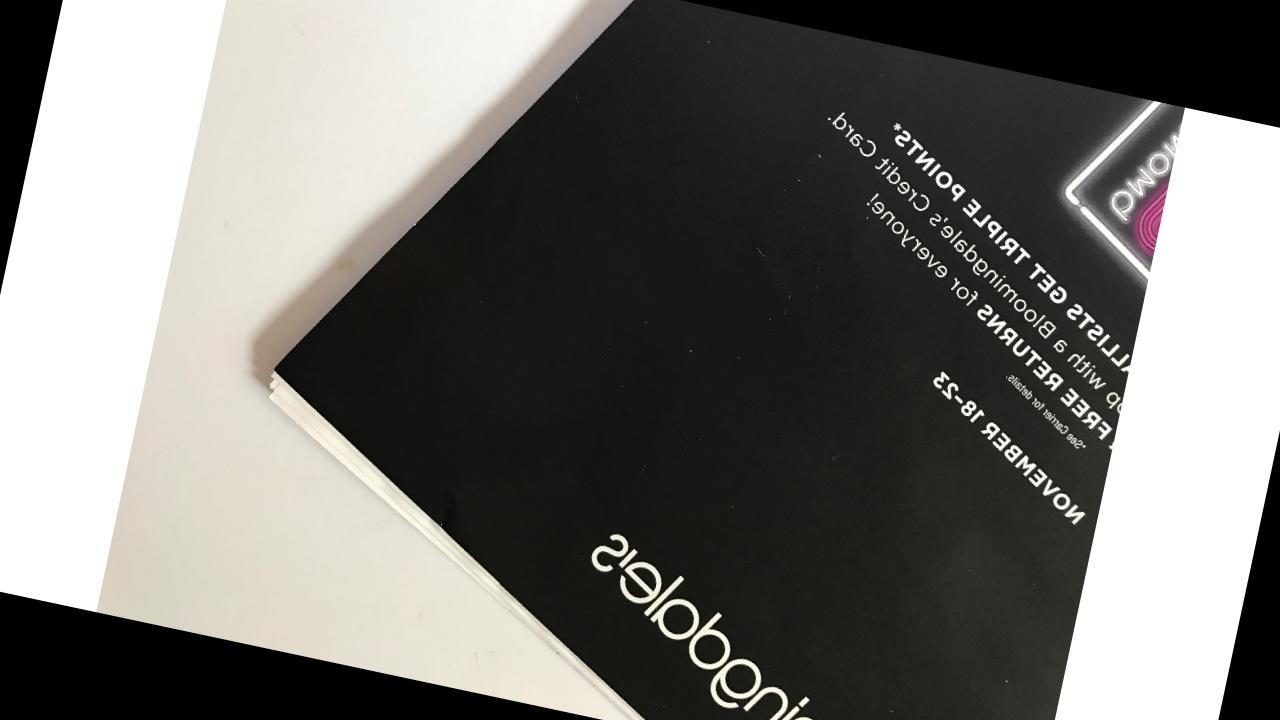 ALLISTS GET TRIPLE POINTS*
with a Bloomingdale's Credit Card.
FREE RETURNS for everyone!
*See Carrier for details.
NOVEMBER 18-23
ingdale's